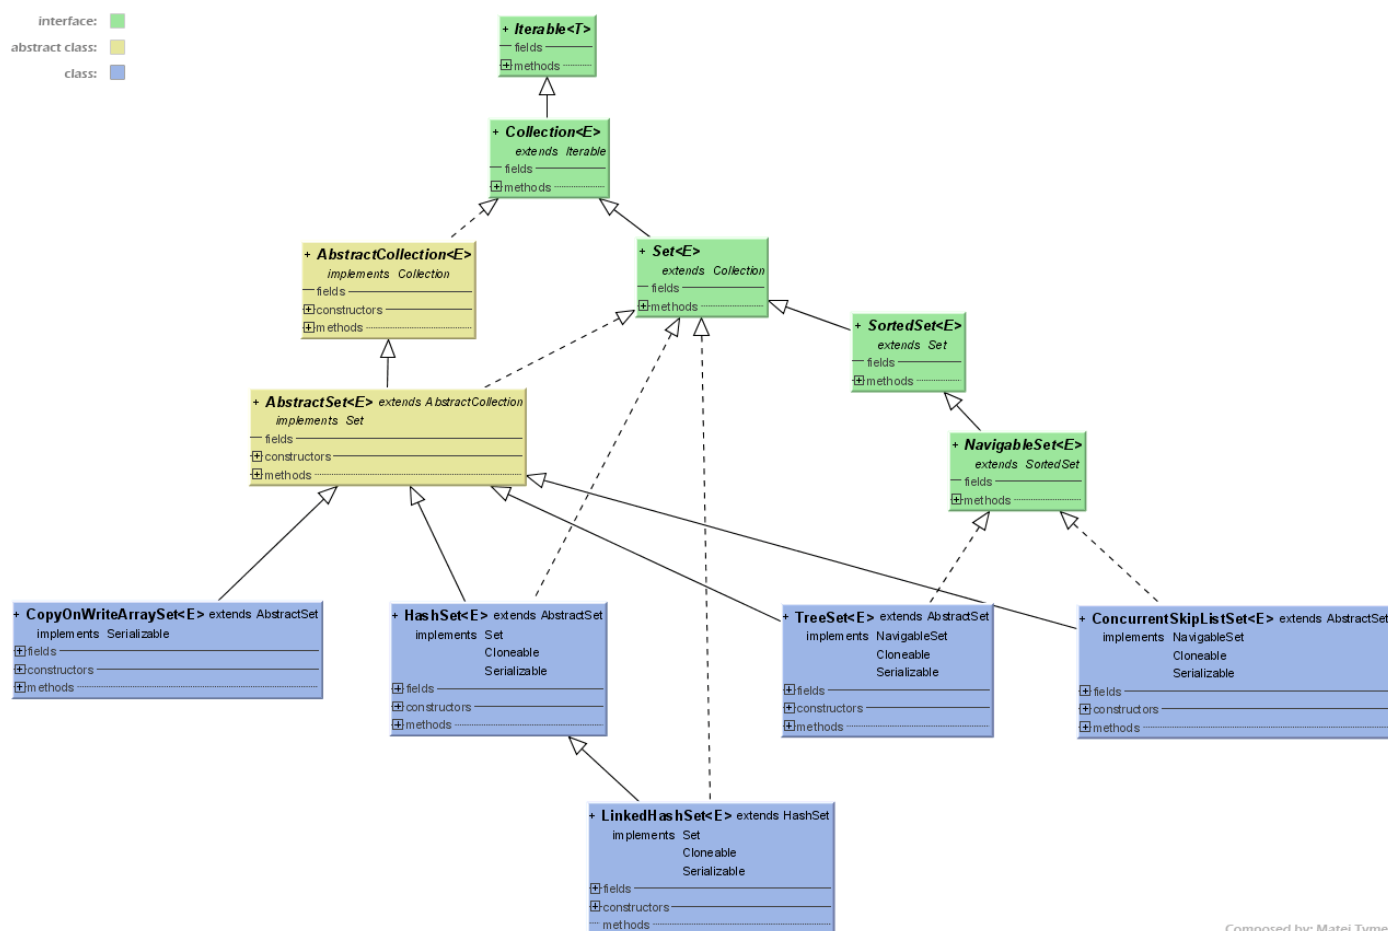 interface:
abstract class:
class:
+ Iterable<T>
fields
methods
+ Collection<E>
extends Iterable
fields
methods
+ AbstractCollection<E>
implements Collection
fields
constructors
methods
+ Set<E>
extends Collection
fields
methods
+ SortedSet<E>
extends Set
fields
methods
+ AbstractSet<E> extends AbstractCollection
implements Set
fields
constructors
methods
+ NavigableSet<E>
extends SortedSet
fields
methods
+ CopyOnWriteArraySet<E> extends AbstractSet
implements Serializable
fields
constructors
methods
+ HashSet<E> extends AbstractSet
implements Set
Cloneable
Serializable
fields
constructors
methods
+ TreeSet<E> extends AbstractSet
implements NavigableSet
Cloneable
Serializable
fields
constructors
methods
+ ConcurrentSkipListSet<E> extends AbstractSet
implements NavigableSet
Cloneable
Serializable
fields
constructors
methods
+ LinkedHashSet<E> extends HashSet
implements Set
Cloneable
Serializable
fields
constructors
methods
Composed by: Matej Tyme